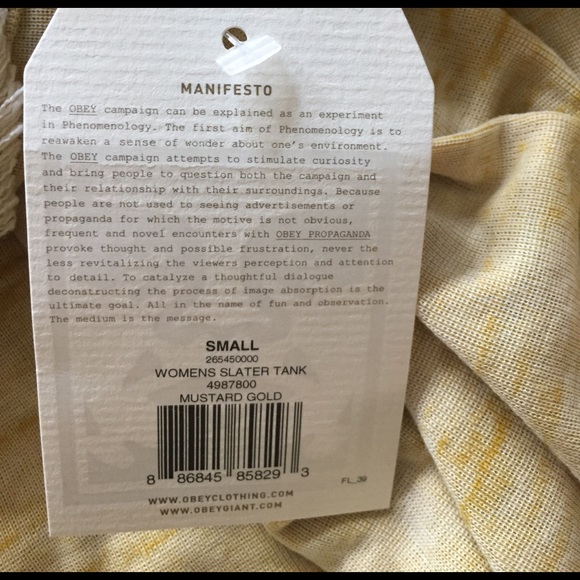 MANIFESTO
The OBEY campaign can be explained as an experiment
in Phenomenology. The first aim of Phenomenology is to
reawaken a sense of wonder about one's environment.
The OBEY campaign attempts to stimulate curiosity
and bring people to question both the campaign and
their relationship with their surroundings. Because
people are not used to seeing advertisements or
propaganda for which the motive is not obvious,
frequent and novel encounters with OBEY PROPAGANDA
provoke thought and possible frustration, never the
less revitalizing the viewers perception and attention
to detail. To catalyze a thoughtful dialogue
deconstructing the process of image absorption is the
ultimate goal. All in the name of fun and observation.
The medium is the message.
SMALL
265450000
WOMENS SLATER TANK
4987800
MUSTARD GOLD
8 86845 85829 3
FL_39
WWW.OBEYCLOTHING.COM
WWW.OBEYGIANT.COM